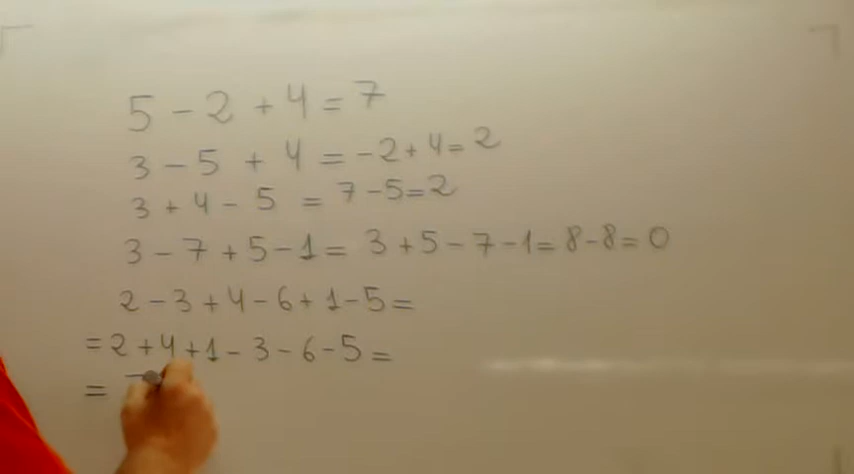 5 - 2 + 4 = 7
3 - 5 + 4 = -2 + 4 = 2
3 + 4 - 5 = 7 - 5 = 2
3 - 7 + 5 - 1 = 3 + 5 - 7 - 1 = 8 - 8 = 0
2 - 3 + 4 - 6 + 1 - 5 =
= 2 + 4 + 1 - 3 - 6 - 5 =
=